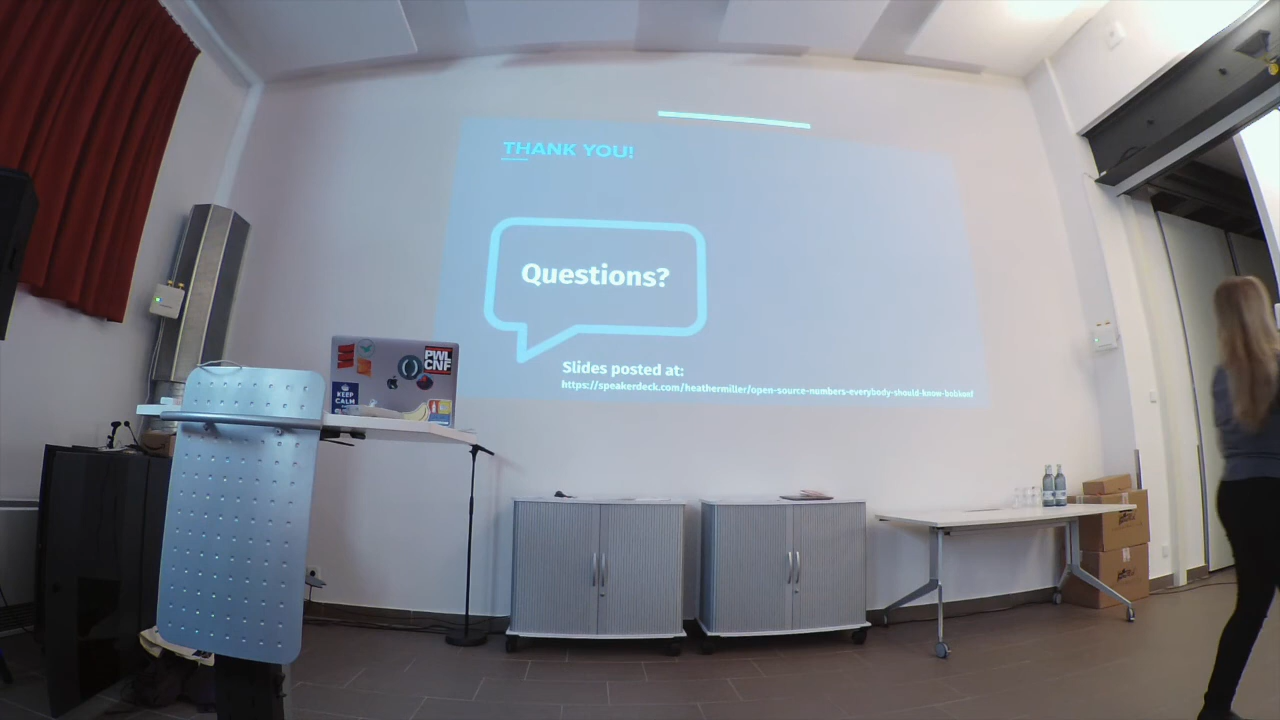 THANK YOU!
Questions?
Slides posted at:
https://speakerdeck.com/heathermiller/open-source-numbers-everybody-should-know-bobkonf
PWL
CNF
KEEP
CALM